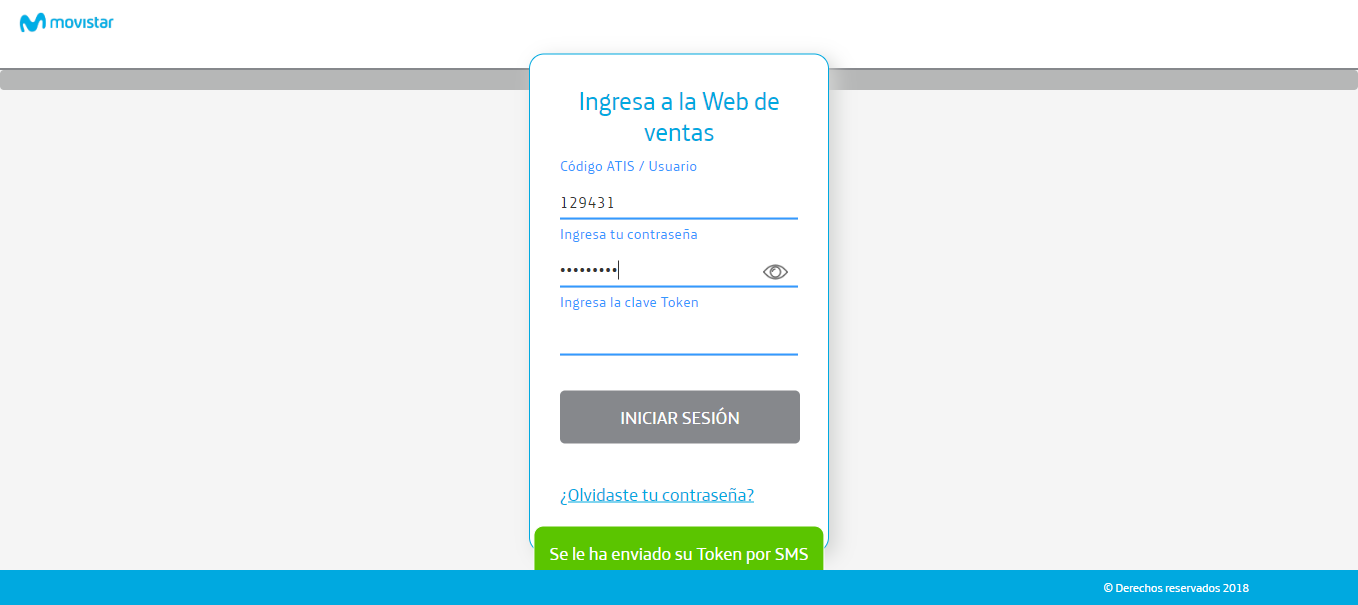 movistar
Ingresa a la Web de
ventas
Código ATIS / Usuario
129431
Ingresa tu contraseña
•••••••••
Ingresa la clave Token
INICIAR SESIÓN
¿Olvidaste tu contraseña?
Se le ha enviado su Token por SMS
© Derechos reservados 2018